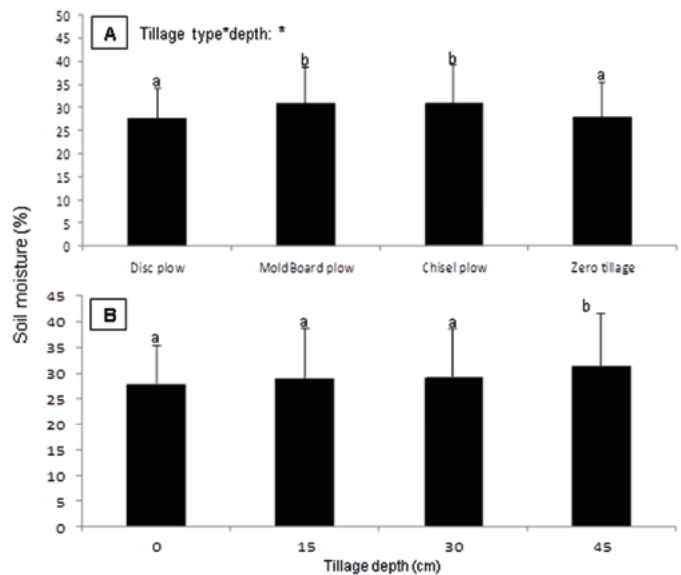 50
A Tillage type*depth: *
45
40
35
30
25
20
15
10
5
0
a b b a
Disc plow MoldBoard plow Chisel plow Zero tillage
Soil moisture (%)
45
B
40
35
30
25
20
15
10
5
0
a a a b
0 15 30 45
Tillage depth (cm)